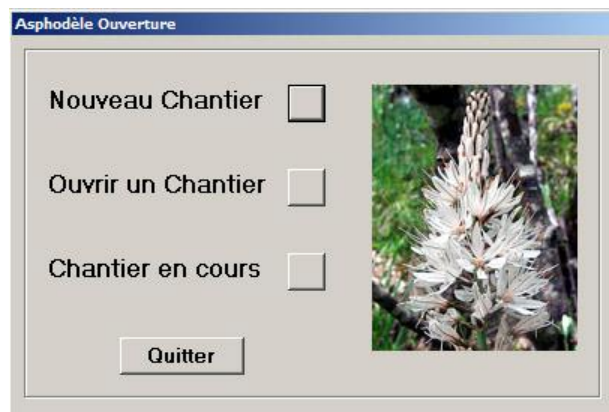 Asphodèle Ouverture
Nouveau Chantier
Ouvrir un Chantier
Chantier en cours
Quitter